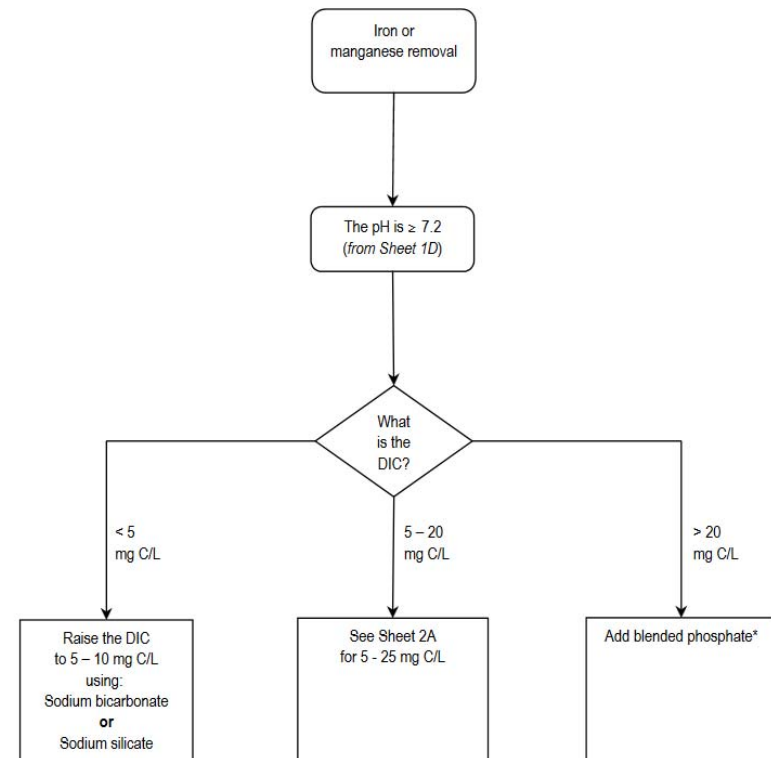 Iron or
manganese removal
The pH is ≥ 7.2
(from Sheet 1D)
What
is the
DIC?
< 5
mg C/L
5 – 20
mg C/L
> 20
mg C/L
Raise the DIC
to 5 – 10 mg C/L
using:
Sodium bicarbonate
or
Sodium silicate
See Sheet 2A
for 5 - 25 mg C/L
Add blended phosphate*